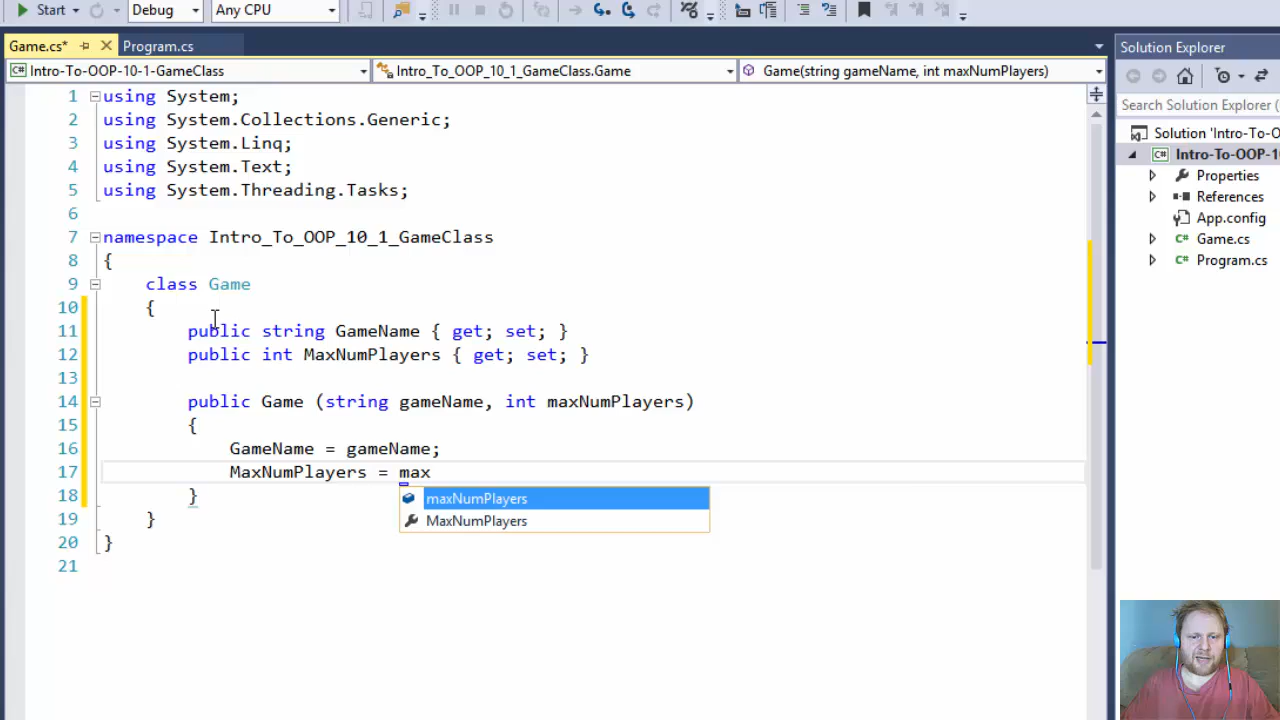 Start Debug Any CPU
Game.cs* Program.cs
Intro-To-OOP-10-1-GameClass Intro_To_OOP_10_1_GameClass.Game Game(string gameName, int maxNumPlayers)
1 using System;
2 using System.Collections.Generic;
3 using System.Linq;
4 using System.Text;
5 using System.Threading.Tasks;
6
7 namespace Intro_To_OOP_10_1_GameClass
8 {
9 class Game
10 {
11 public string GameName { get; set; }
12 public int MaxNumPlayers { get; set; }
13
14 public Game (string gameName, int maxNumPlayers)
15 {
16 GameName = gameName;
17 MaxNumPlayers = max
18 }
maxNumPlayers
MaxNumPlayers
19 }
20 }
21
Solution Explorer
Search Solution Explorer (
Solution 'Intro-To-O
Intro-To-OOP-10
Properties
References
App.config
Game.cs
Program.cs